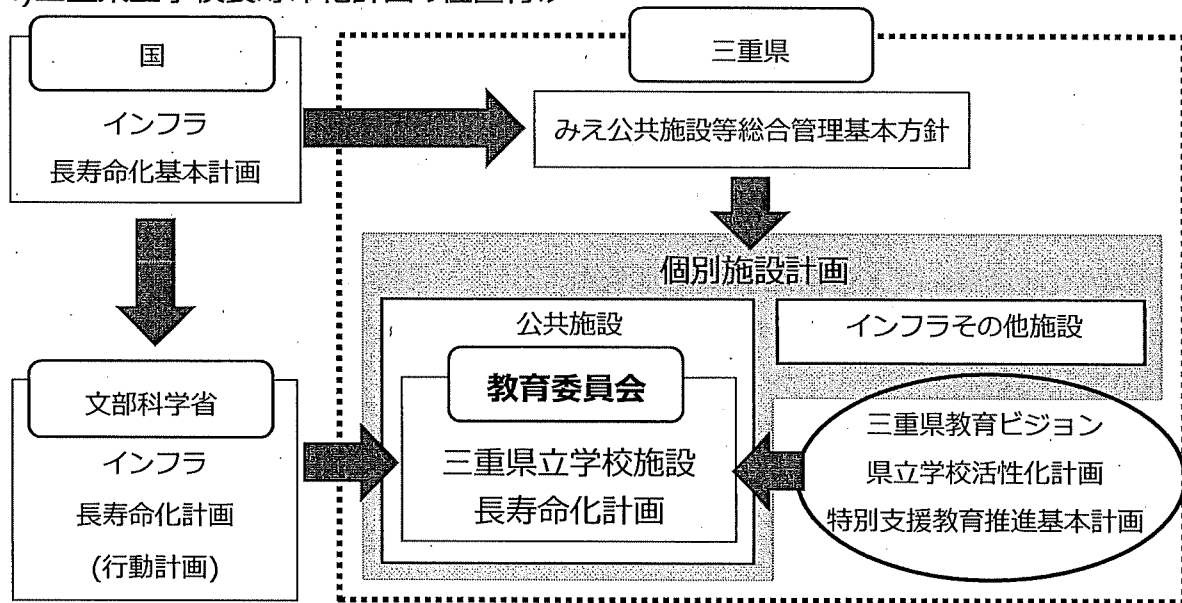 国
インフラ
長寿命化基本計画
三重県
みえ公共施設等総合管理基本方針
個別施設計画
公共施設
インフラその他施設
教育委員会
三重県立学校施設
長寿命化計画
文部科学省
インフラ
長寿命化計画
(行動計画)
三重県教育ビジョン
県立学校活性化計画
特別支援教育推進基本計画